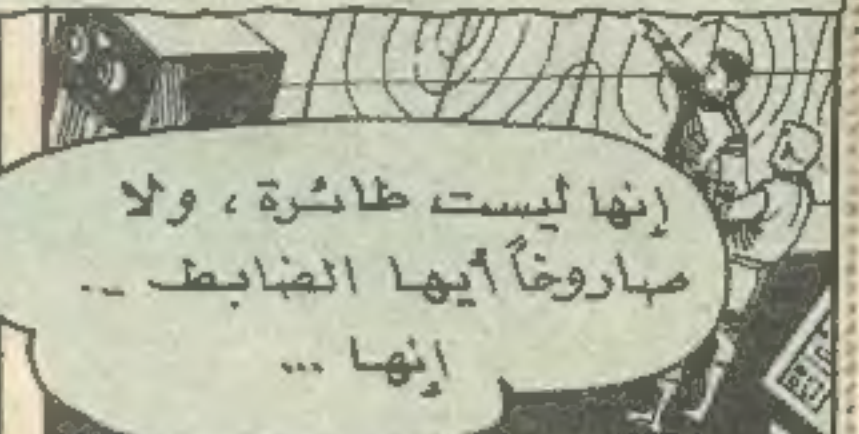 إنها ليست طائرة ، ولا
صاروخاً أيها الضابط ..
إنها ...